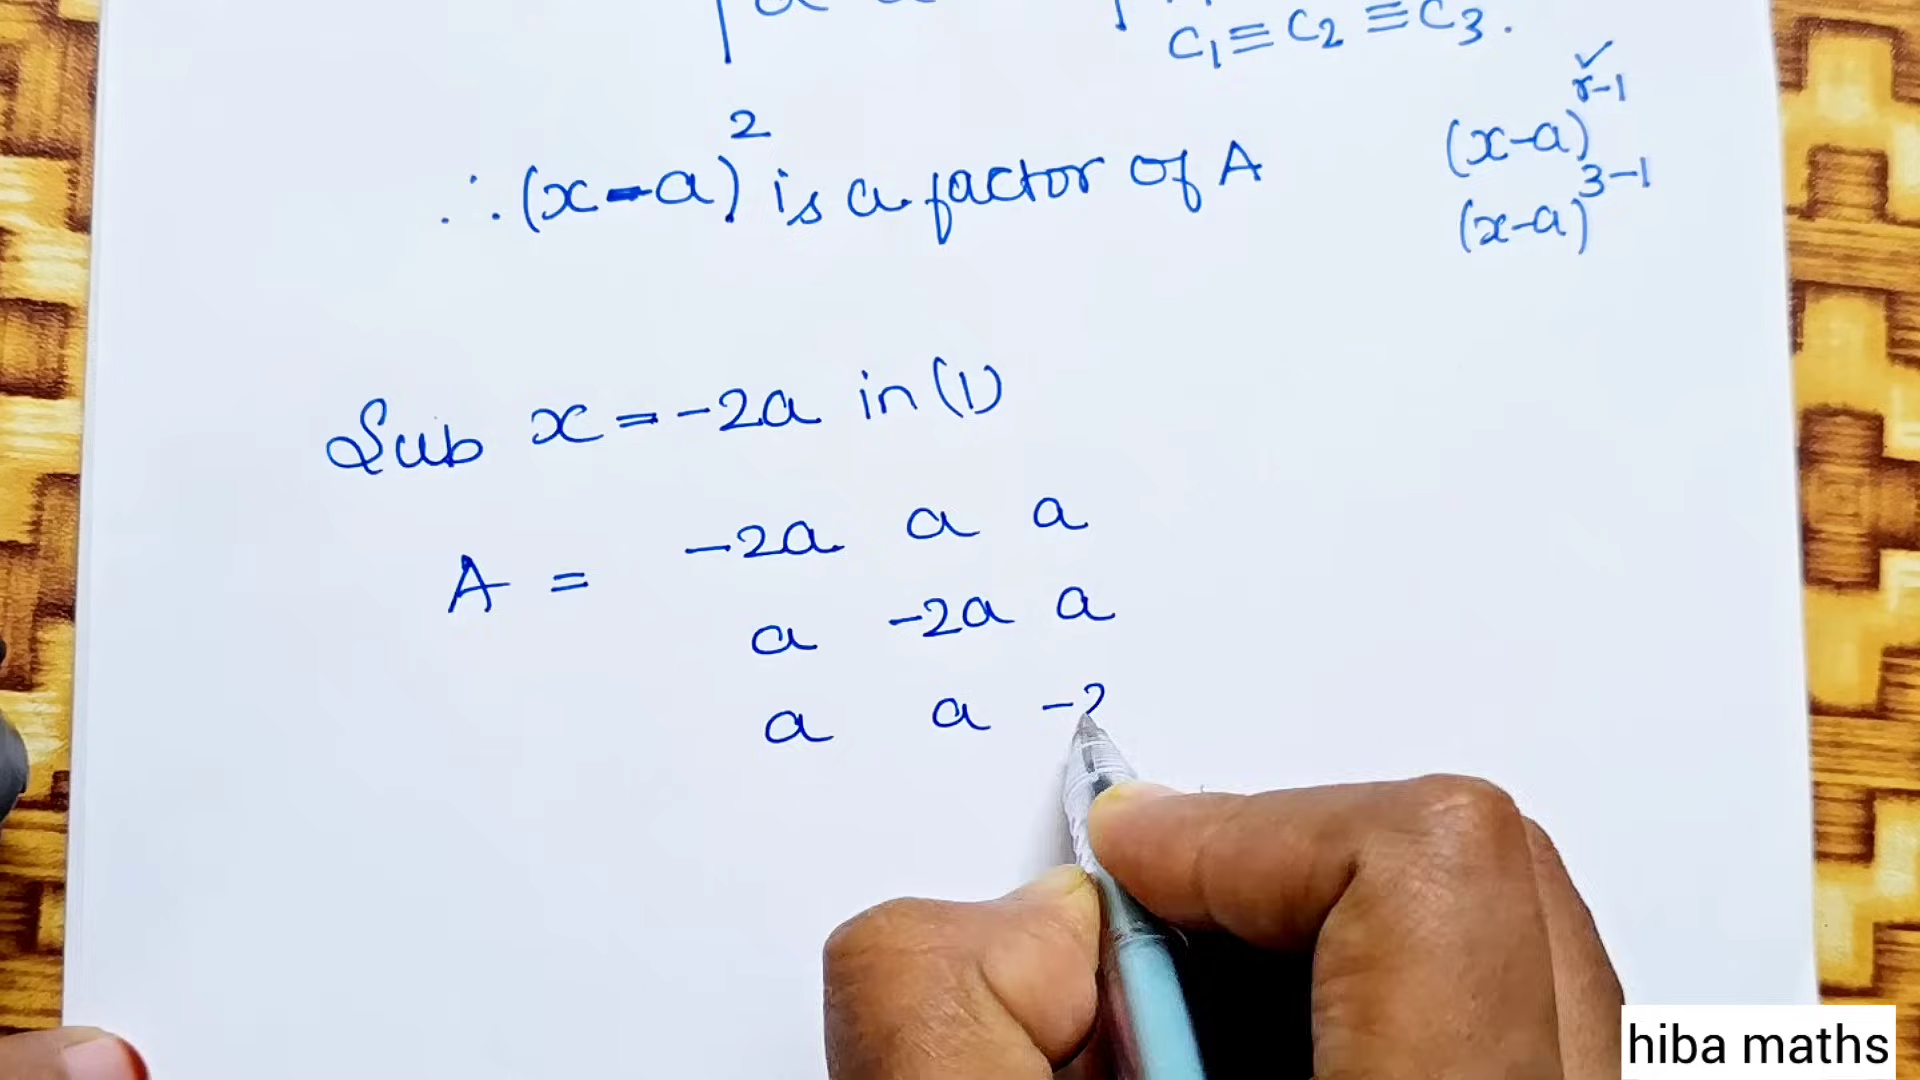 C₁≡C₂≡C₃.
∴(x-a)² is a factor of A
(x-a)^r-1
(x-a)^3-1
Sub x=-2a in (1)
A = -2a a a
a -2a a
a a -2
hiba maths